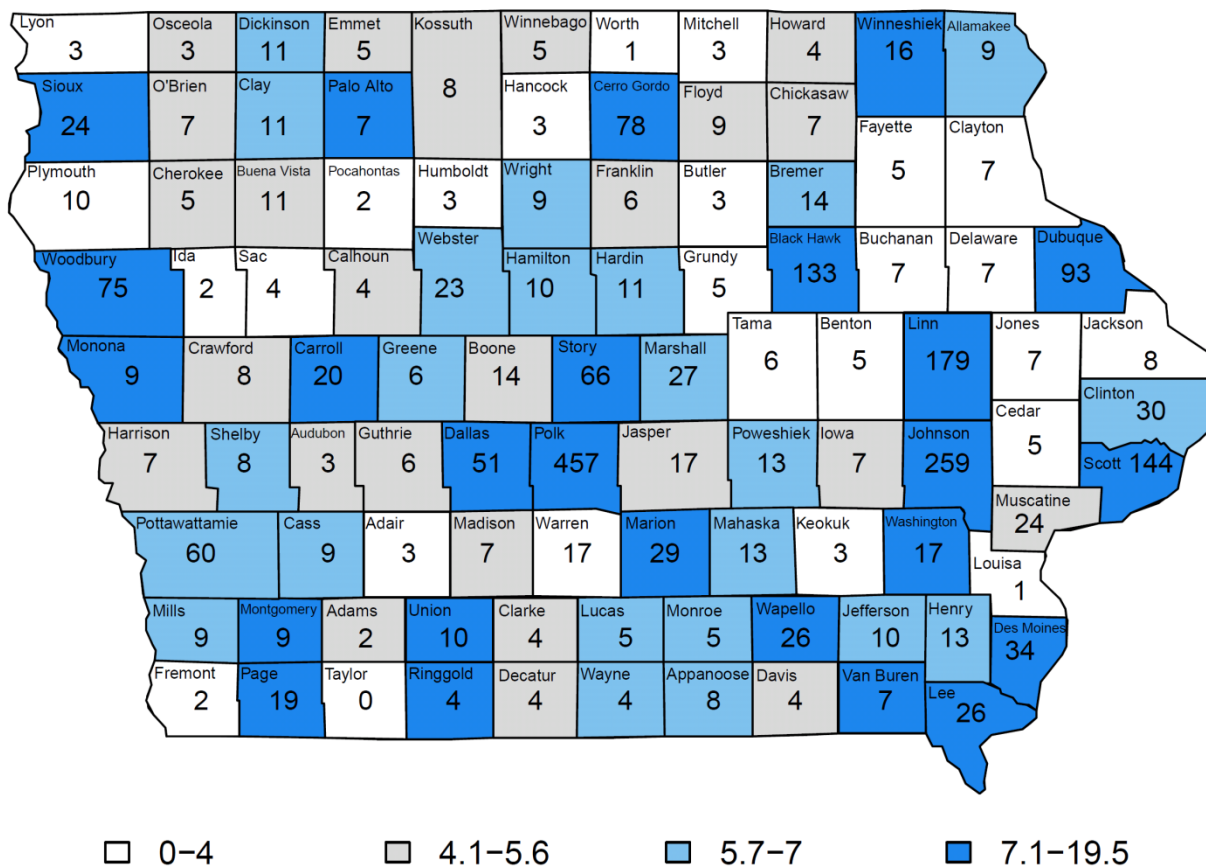 Lyon 3
Osceola 3
Dickinson 11
Emmet 5
Kossuth 8
Winnebago 5
Worth 1
Mitchell 3
Howard 4
Winneshiek 16
Allamakee 9
Sioux 24
O'Brien 7
Clay 11
Palo Alto 7
Hancock 3
Cerro Gordo 78
Floyd 9
Chickasaw 7
Fayette 5
Clayton 7
Plymouth 10
Cherokee 5
Buena Vista 11
Pocahontas 2
Humboldt 3
Wright 9
Franklin 6
Butler 3
Bremer 14
Woodbury 75
Ida 2
Sac 4
Calhoun 4
Webster 23
Hamilton 10
Hardin 11
Grundy 5
Black Hawk 133
Buchanan 7
Delaware 7
Dubuque 93
Monona 9
Crawford 8
Carroll 20
Greene 6
Boone 14
Story 66
Marshall 27
Tama 6
Benton 5
Linn 179
Jones 7
Jackson 8
Clinton 30
Cedar 5
Harrison 7
Shelby 8
Audubon 3
Guthrie 6
Dallas 51
Polk 457
Jasper 17
Poweshiek 13
Iowa 7
Johnson 259
Scott 144
Muscatine 24
Pottawattamie 60
Cass 9
Adair 3
Madison 7
Warren 17
Marion 29
Mahaska 13
Keokuk 3
Washington 17
Louisa 1
Mills 9
Montgomery 9
Adams 2
Union 10
Clarke 4
Lucas 5
Monroe 5
Wapello 26
Jefferson 10
Henry 13
Des Moines 34
Fremont 2
Page 19
Taylor 0
Ringgold 4
Decatur 4
Wayne 4
Appanoose 8
Davis 4
Van Buren 7
Lee 26
0−4 4.1−5.6 5.7−7 7.1−19.5